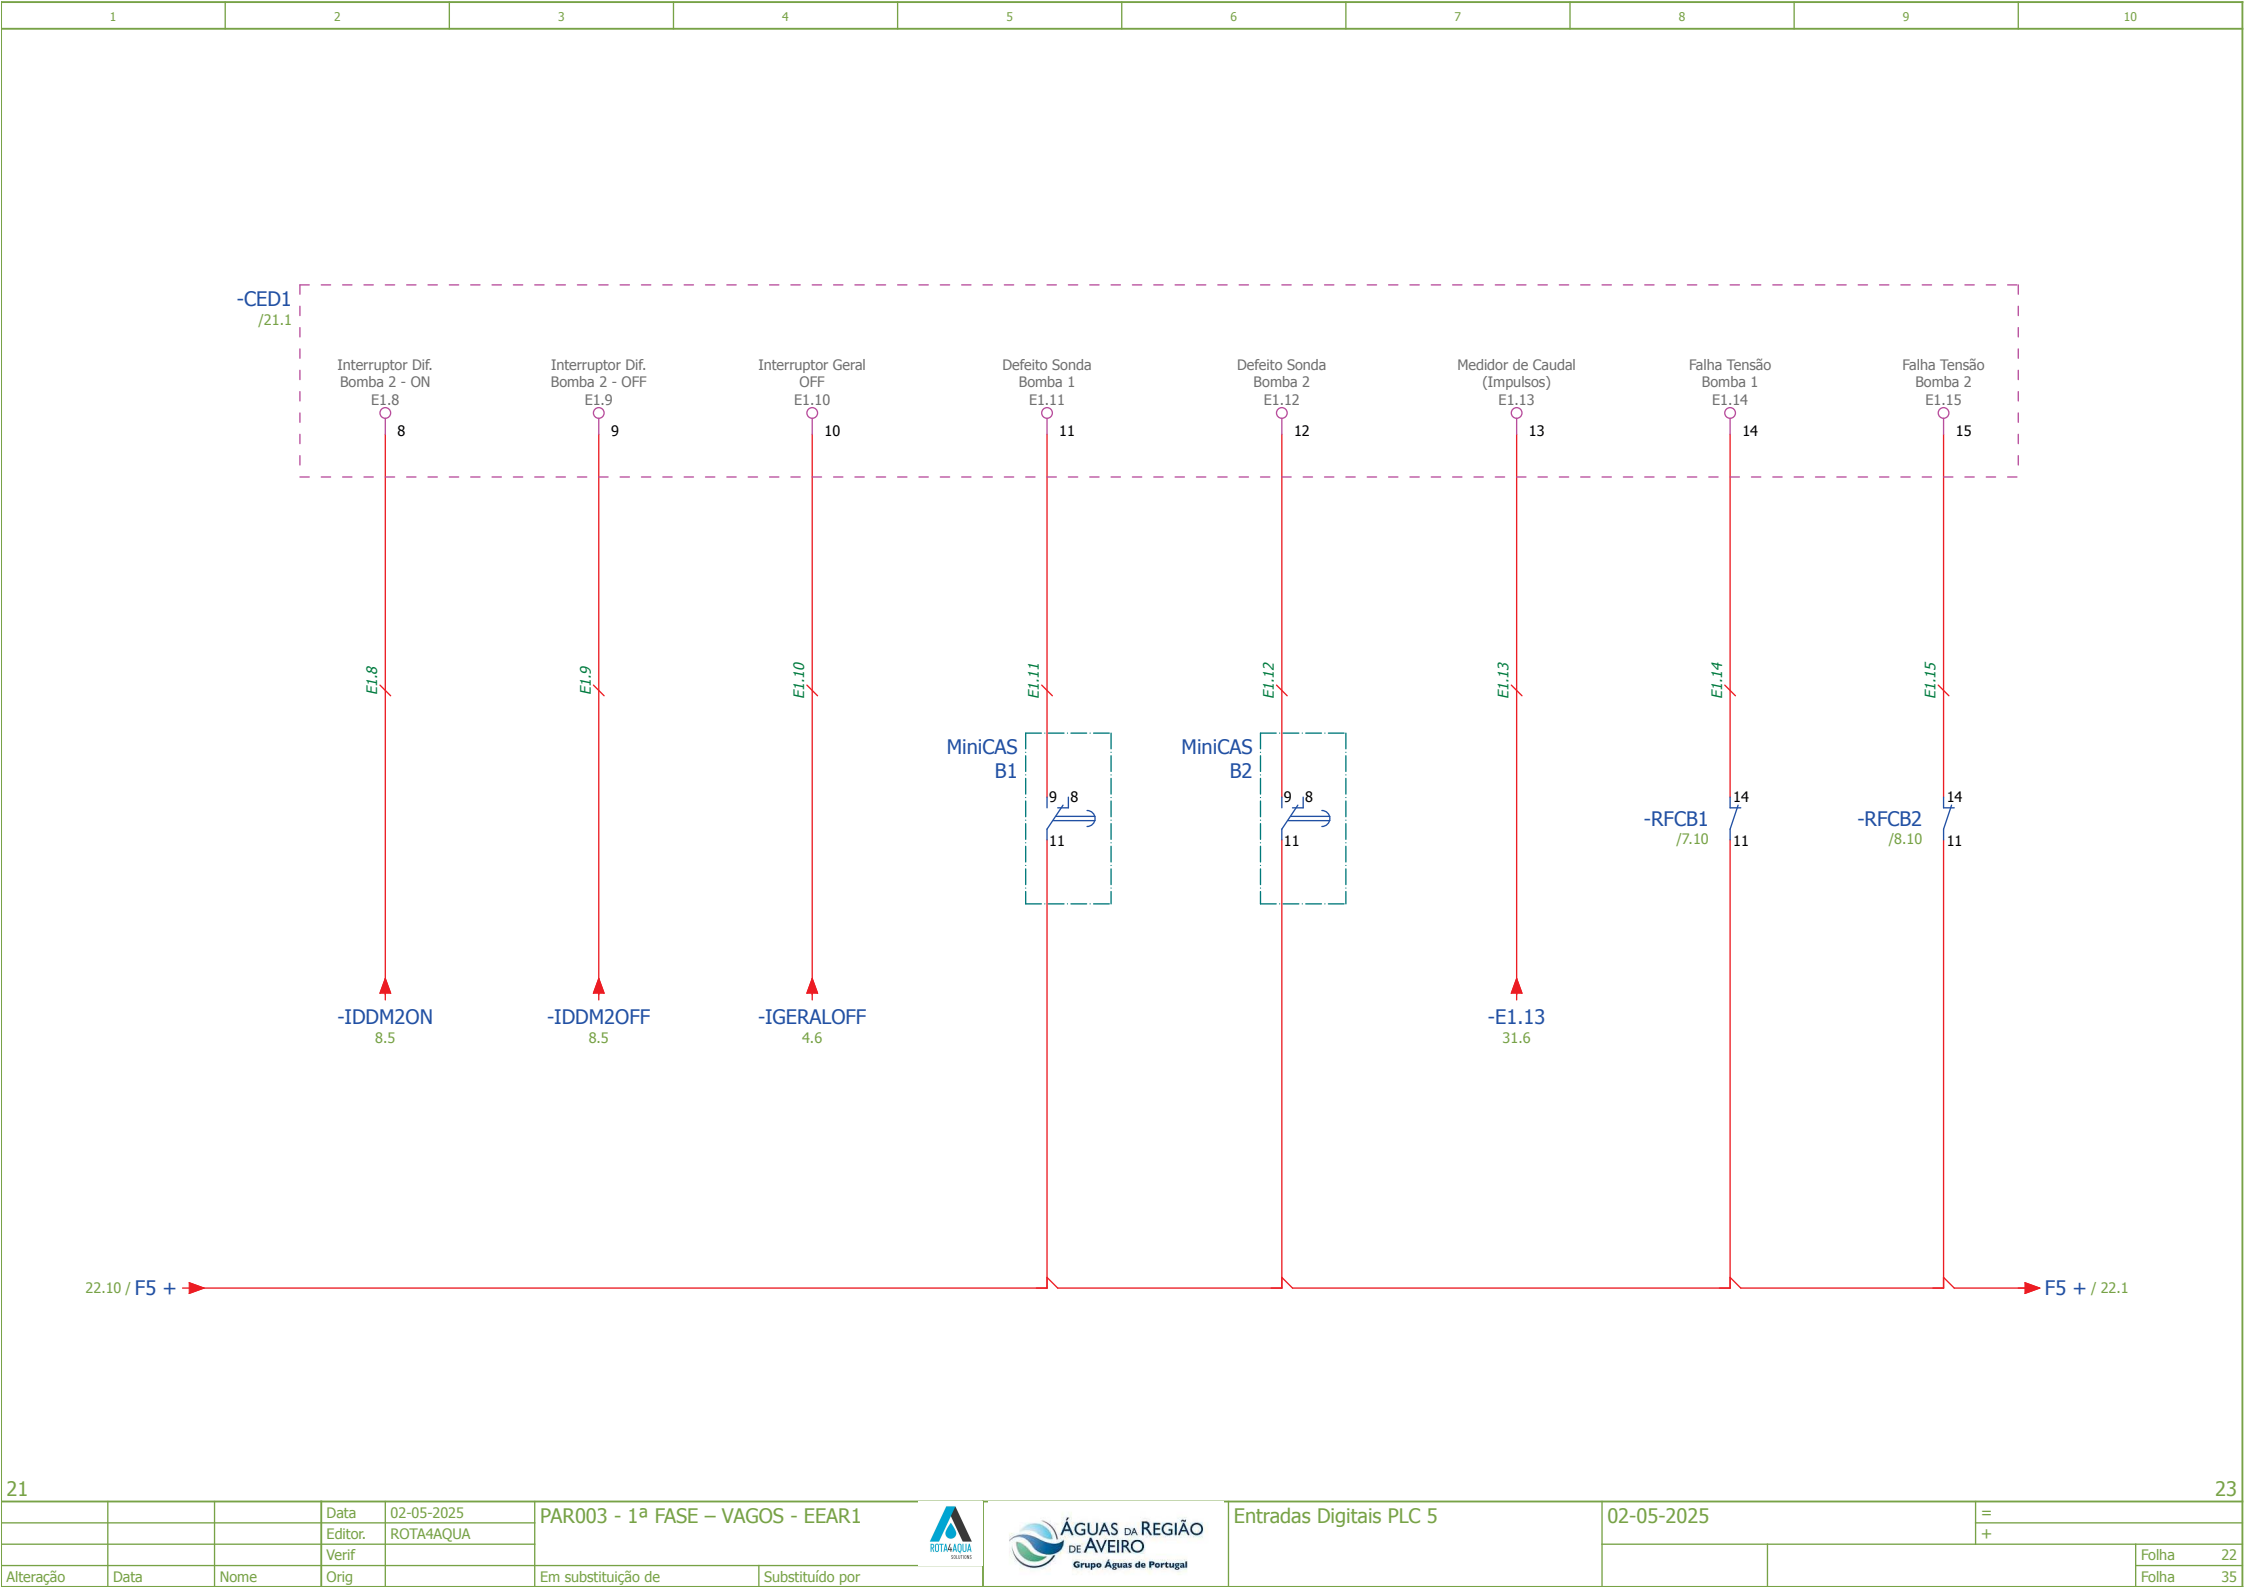 1 2 3 4 5 6 7 8 9 10
-CED1
/21.1
Interruptor Dif.
Bomba 2 - ON
E1.8
8
Interruptor Dif.
Bomba 2 - OFF
E1.9
9
Interruptor Geral
OFF
E1.10
10
Defeito Sonda
Bomba 1
E1.11
11
Defeito Sonda
Bomba 2
E1.12
12
Medidor de Caudal
(Impulsos)
E1.13
13
Falha Tensão
Bomba 1
E1.14
14
Falha Tensão
Bomba 2
E1.15
15
E1.8
E1.9
E1.10
E1.11
E1.12
E1.13
E1.14
E1.15
MiniCAS
B1
9 8
11
MiniCAS
B2
9 8
11
-RFCB1
/7.10
14
11
-RFCB2
/8.10
14
11
-IDDM2ON
8.5
-IDDM2OFF
8.5
-IGERALOFF
4.6
-E1.13
31.6
22.10 / F5 +
F5 + / 22.1
21
23
Data 02-05-2025
Editor. ROTA4AQUA
Verif
Alteração Data Nome Orig
PAR003 - 1ª FASE – VAGOS - EEAR1
Em substituição de
Substituído por
ROTA4AQUA
SOLUTIONS
ÁGUAS DA REGIÃO
DE AVEIRO
Grupo Águas de Portugal
Entradas Digitais PLC 5
02-05-2025
=
+
Folha 22
Folha 35